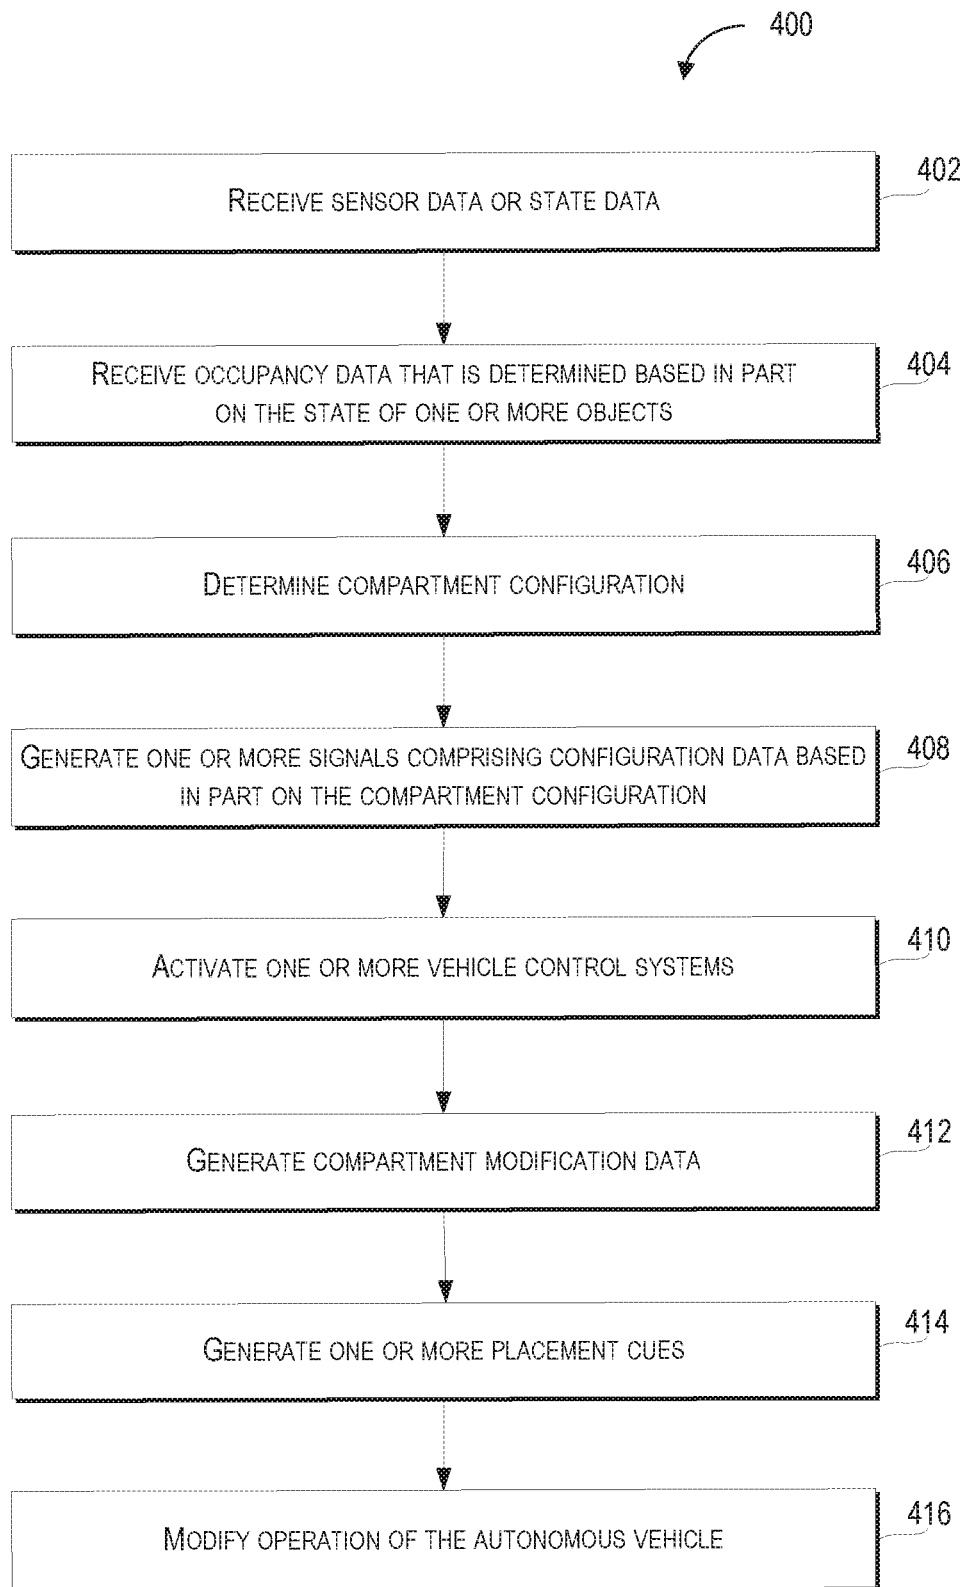 400
RECEIVE SENSOR DATA OR STATE DATA
402
RECEIVE OCCUPANCY DATA THAT IS DETERMINED BASED IN PART
ON THE STATE OF ONE OR MORE OBJECTS
404
DETERMINE COMPARTMENT CONFIGURATION
406
GENERATE ONE OR MORE SIGNALS COMPRISING CONFIGURATION DATA BASED
IN PART ON THE COMPARTMENT CONFIGURATION
408
ACTIVATE ONE OR MORE VEHICLE CONTROL SYSTEMS
410
GENERATE COMPARTMENT MODIFICATION DATA
412
GENERATE ONE OR MORE PLACEMENT CUES
414
MODIFY OPERATION OF THE AUTONOMOUS VEHICLE
416